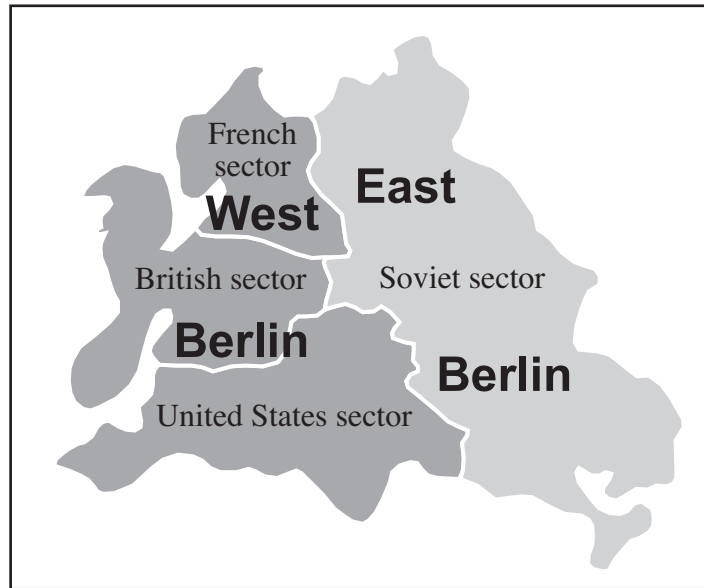 French
sector
West
East
British sector
Soviet sector
Berlin
Berlin
United States sector